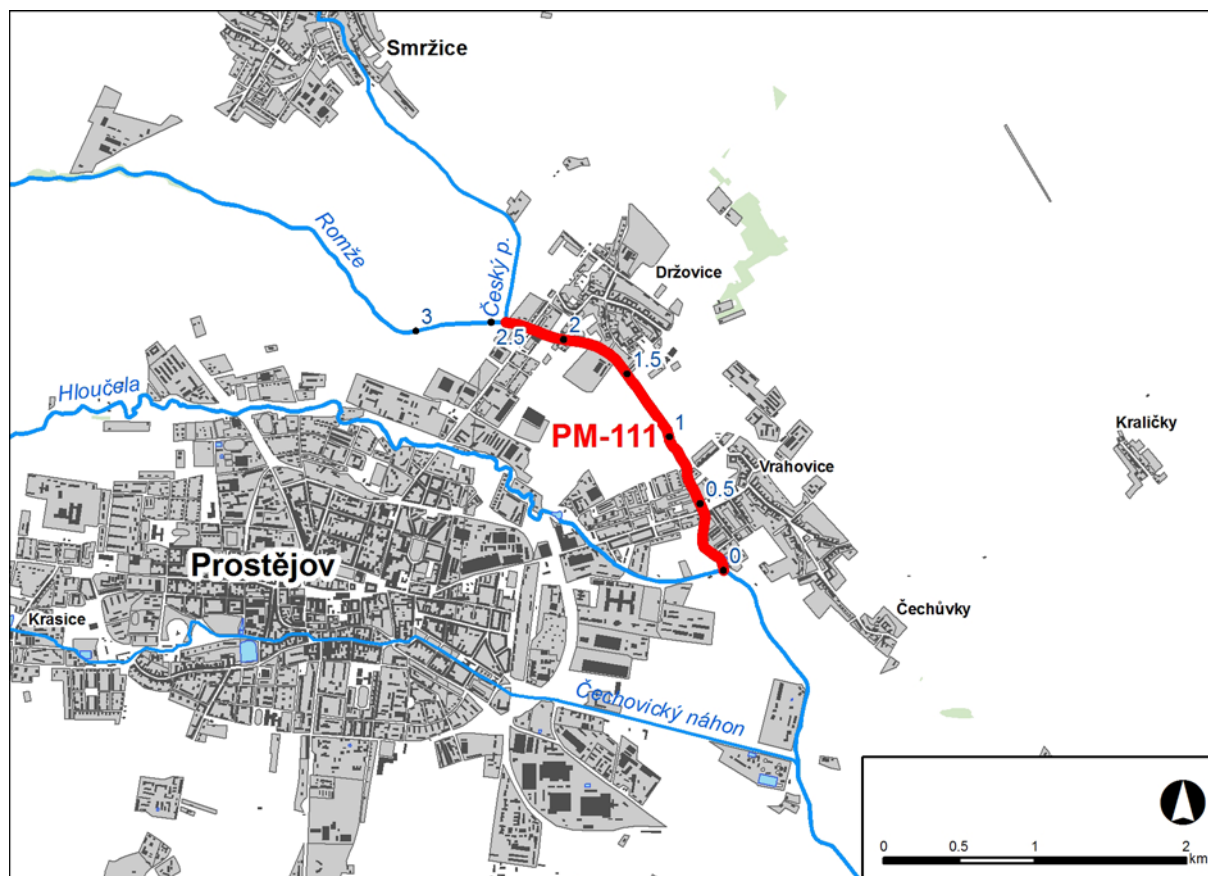 Smržice
Romže
Český p.
Držovice
3
2.5
2
1.5
Hloučela
PM-111
1
Kraličky
Vrahovice
0.5
Prostějov
0
Krasice
Čechůvky
Čechovický náhon
0 0.5 1 2
km